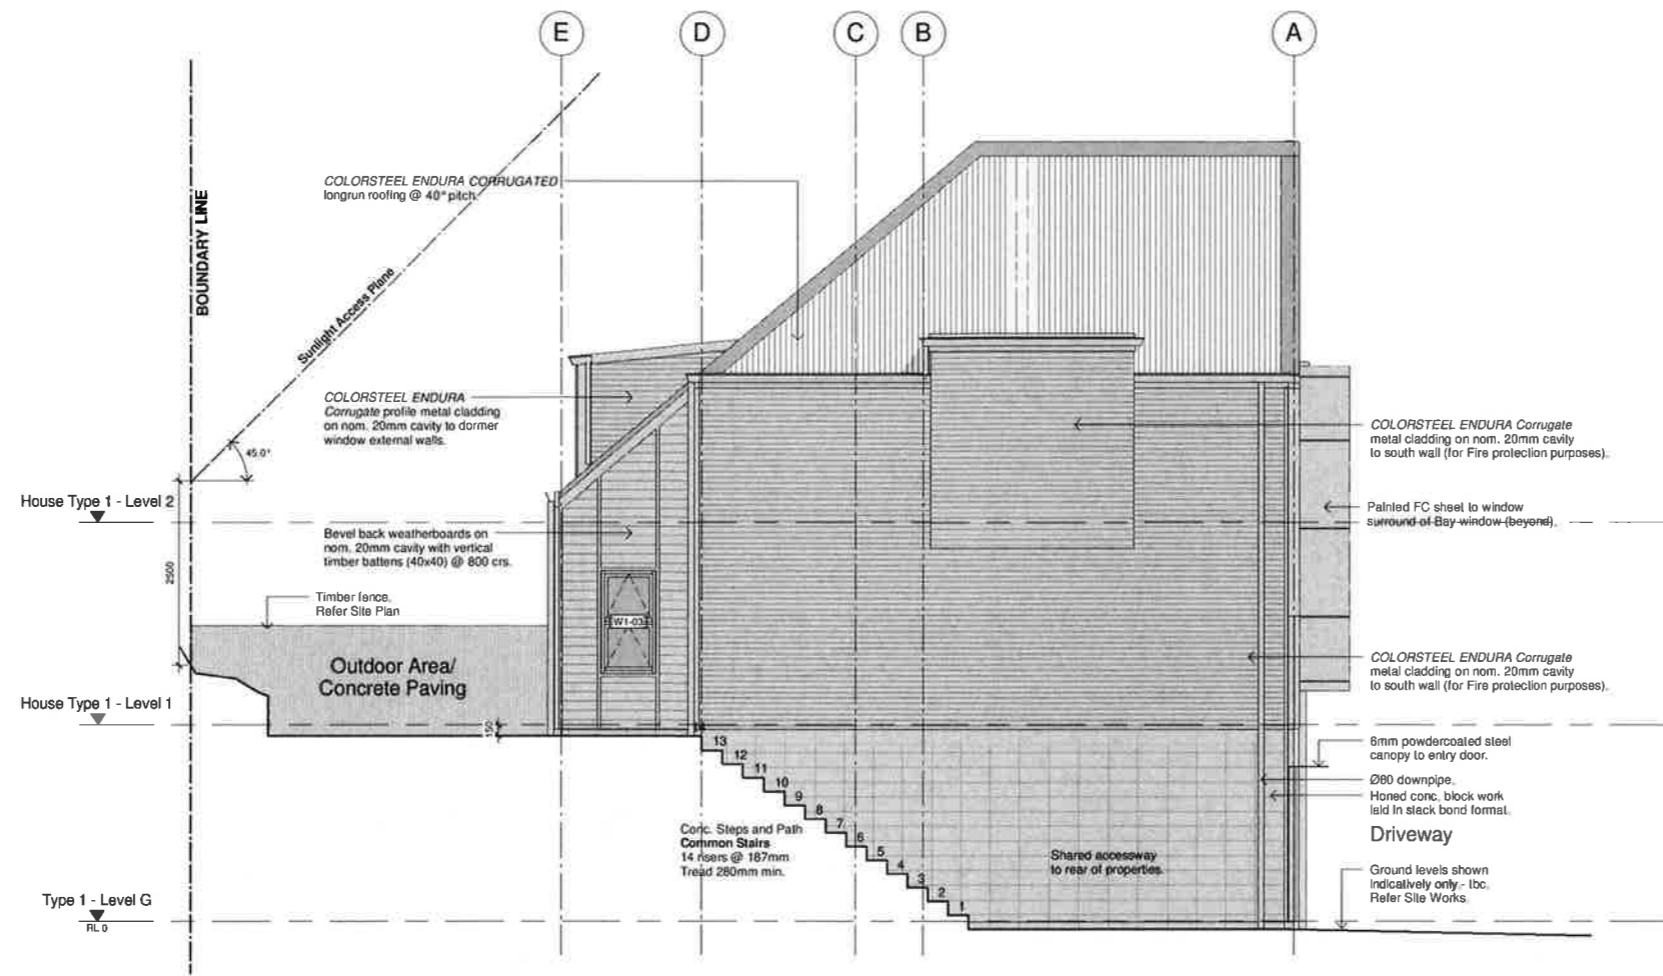 E
D
C
B
A
BOUNDARY LINE
Sunlight Access Plane
45.0°
2500
COLORSTEEL ENDURA CORRUGATED
longrun roofing @ 40° pitch.
COLORSTEEL ENDURA
Corrugate profile metal cladding
on nom. 20mm cavity to dormer
window external walls.
House Type 1 - Level 2
Bevel back weatherboards on
nom. 20mm cavity with vertical
timber battens (40x40) @ 800 crs.
Timber fence.
Refer Site Plan
W1-03
Outdoor Area/
Concrete Paving
House Type 1 - Level 1
150
13
12
11
10
9
8
7
6
5
4
3
2
1
Conc. Steps and Path
Common Stairs
14 risers @ 187mm
Tread 280mm min.
Shared accessway
to rear of properties.
Type 1 - Level G
RL 0
COLORSTEEL ENDURA Corrugate
metal cladding on nom. 20mm cavity
to south wall (for Fire protection purposes).
Painted FC sheet to window
surround of Bay window (beyond).
COLORSTEEL ENDURA Corrugate
metal cladding on nom. 20mm cavity
to south wall (for Fire protection purposes).
6mm powdercoated steel
canopy to entry door.
Ø80 downpipe.
Honed conc. block work
laid in stack bond format.
Driveway
Ground levels shown
indicatively only - tbc.
Refer Site Works